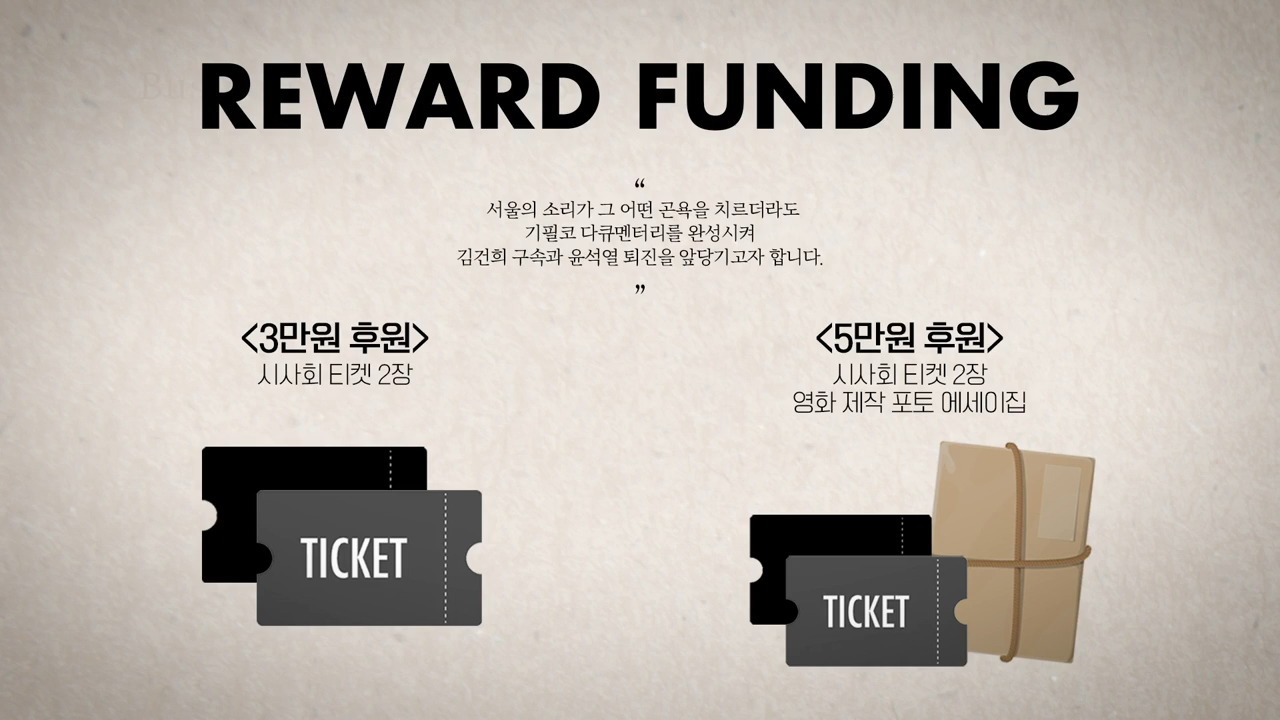 REWARD FUNDING
“
서울의 소리가 그 어떤 곤욕을 치르더라도
기필코 다큐멘터리를 완성시켜
김건희 구속과 윤석열 퇴진을 앞당기고자 합니다.
”
<3만원 후원>
시사회 티켓 2장
<5만원 후원>
시사회 티켓 2장
영화 제작 포토 에세이집
TICKET
TICKET